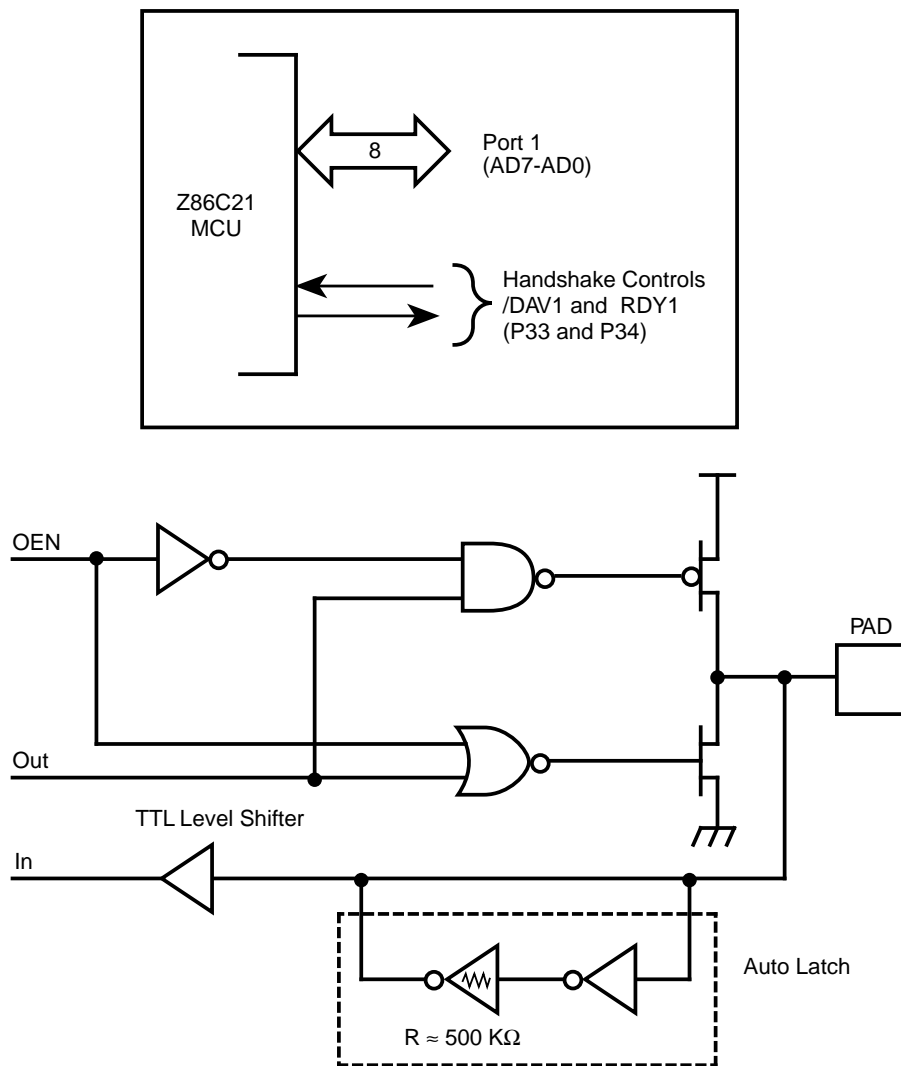 Z86C21
MCU
8
Port 1
(AD7-AD0)
Handshake Controls
/DAV1 and RDY1
(P33 and P34)
OEN
PAD
Out
TTL Level Shifter
In
Auto Latch
R ≈ 500 KΩ